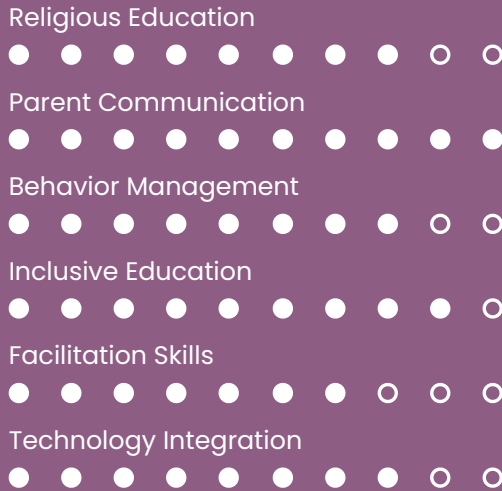 Religious Education
Parent Communication
Behavior Management
Inclusive Education
Facilitation Skills
Technology Integration